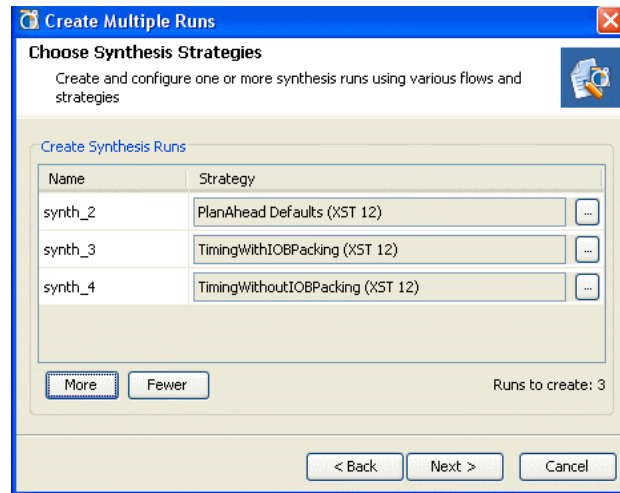 Create Multiple Runs
Choose Synthesis Strategies
Create and configure one or more synthesis runs using various flows and
strategies
Create Synthesis Runs
Name Strategy
synth_2 PlanAhead Defaults (XST 12) ...
synth_3 TimingWithIOBPacking (XST 12) ...
synth_4 TimingWithoutIOBPacking (XST 12) ...
More Fewer Runs to create: 3
< Back Next > Cancel